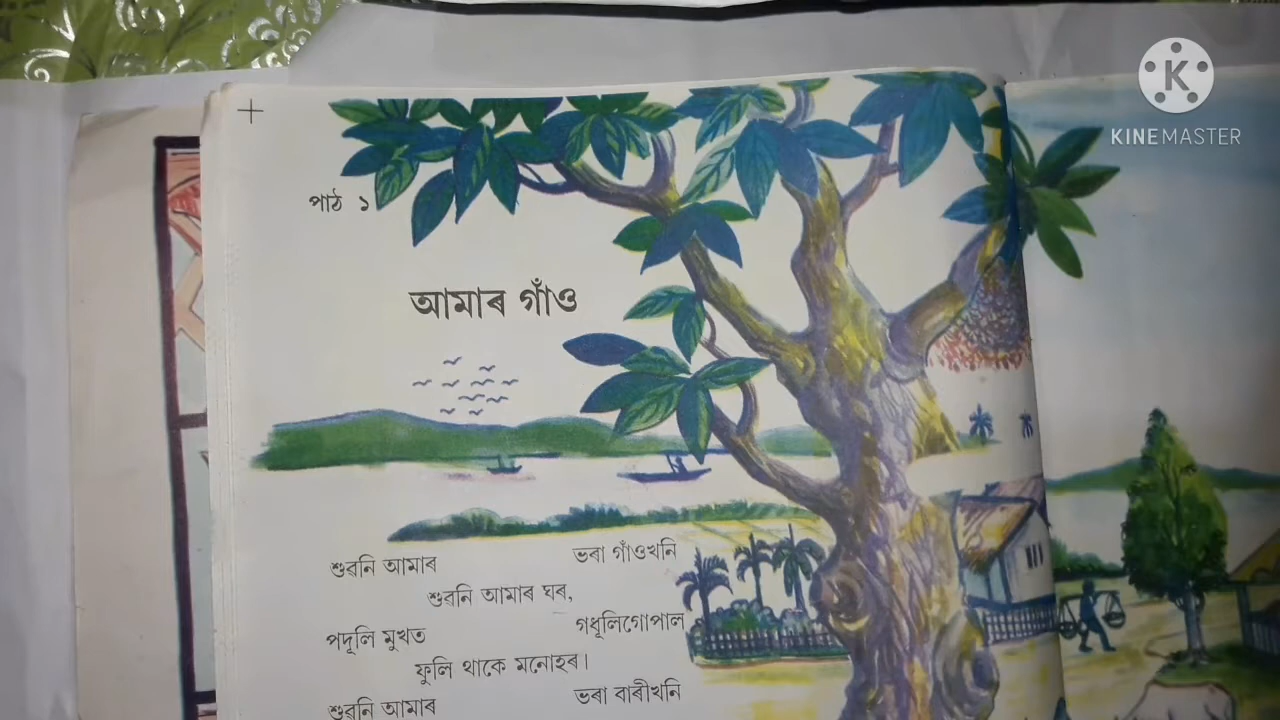 পাঠ ১
আমাৰ গাঁও
শুৱনি আমাৰ ভৰা গাঁওখনি
শুৱনি আমাৰ ঘৰ,
পদূলি মুখত গধূলিগোপাল
ফুলি থাকে মনোহৰ।
শুৱনি আমাৰ ভৰা বাৰীখনি
K
KINEMASTER